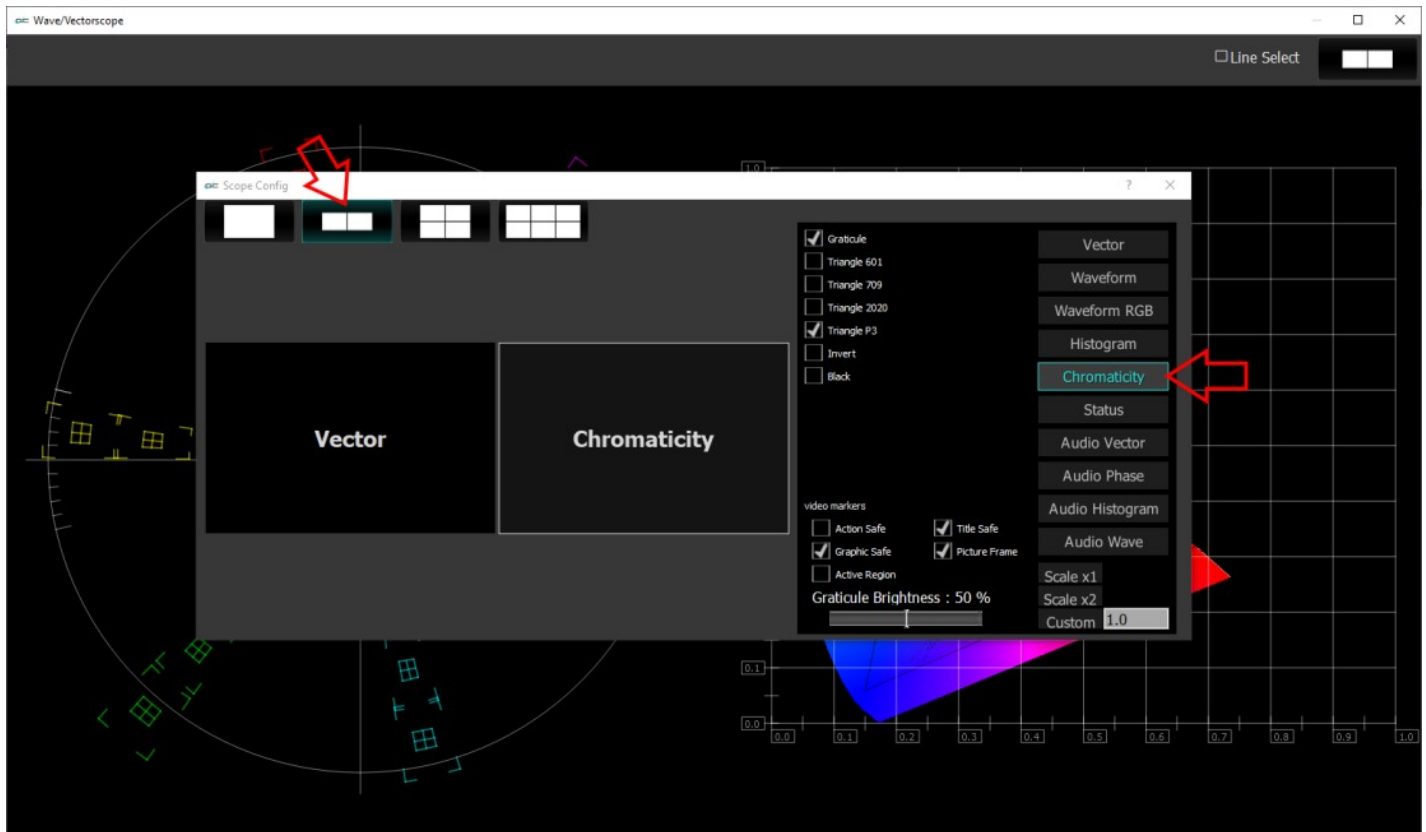 Wave/Vectorscope
Line Select
1.0
Scope Config
?
Graticule
Triangle 601
Triangle 709
Triangle 2020
Triangle P3
Invert
Black
Vector
Waveform
Waveform RGB
Histogram
Chromaticity
Status
Audio Vector
Audio Phase
Audio Histogram
Audio Wave
Vector
Chromaticity
video markers
Action Safe Title Safe
Graphic Safe Picture Frame
Active Region
Graticule Brightness : 50 %
Scale x1
Scale x2
Custom 1.0
0.1
0.0
0.0 0.1 0.2 0.3 0.4 0.5 0.6 0.7 0.8 0.9 1.0